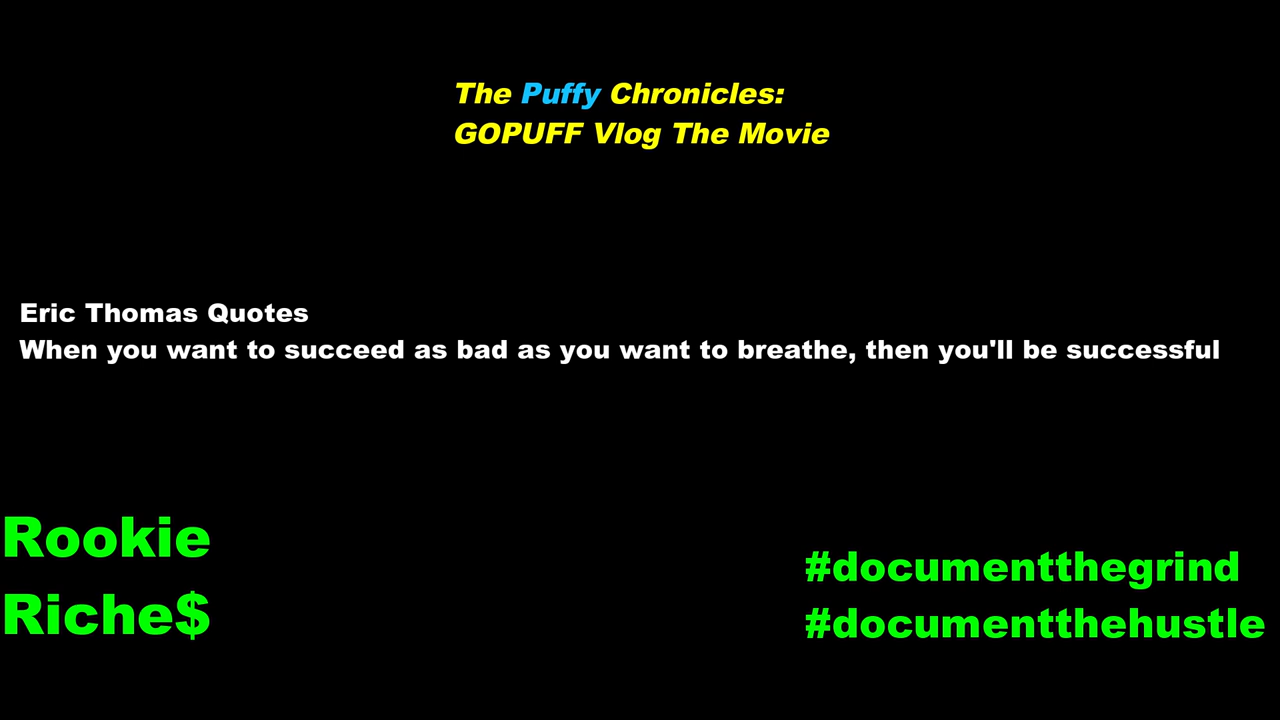 The Puffy Chronicles:
GOPUFF Vlog The Movie
Eric Thomas Quotes
When you want to succeed as bad as you want to breathe, then you'll be successful
Rookie
Riche$
#documentthegrind
#documentthehustle